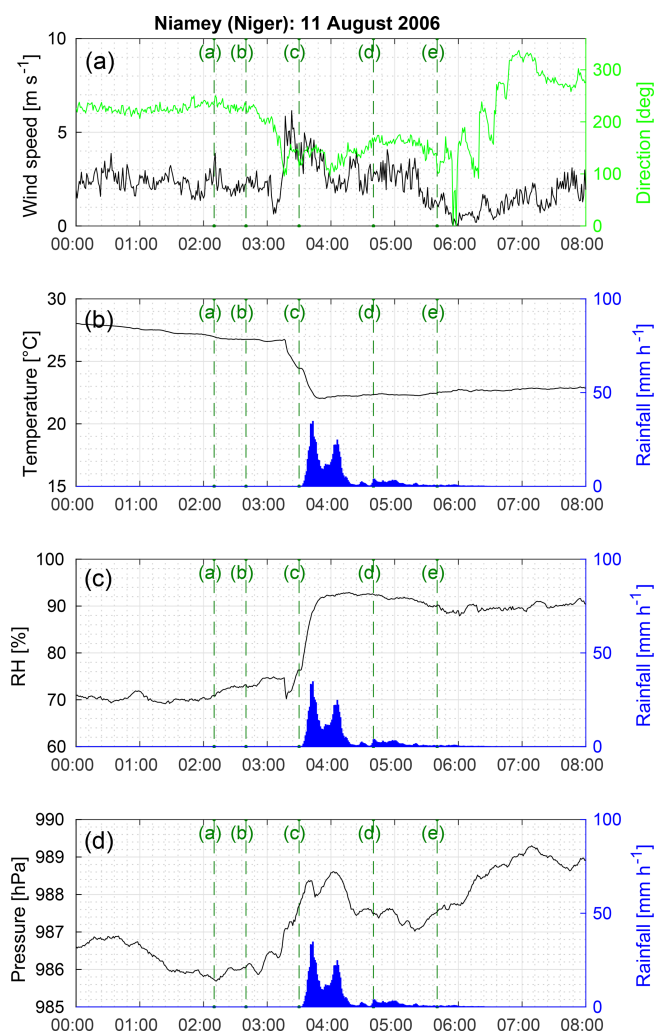 Niamey (Niger): 11 August 2006
(a)
(a) (b) (c) (d) (e)
Wind speed [m s⁻¹]
10
5
0
Direction [deg]
300
200
100
0
00:00 01:00 02:00 03:00 04:00 05:00 06:00 07:00 08:00
(b)
(a) (b) (c) (d) (e)
Temperature [°C]
30
26
22
18
15
Rainfall [mm h⁻¹]
100
50
0
00:00 01:00 02:00 03:00 04:00 05:00 06:00 07:00 08:00
(c)
(a) (b) (c) (d) (e)
RH [%]
100
90
80
70
60
Rainfall [mm h⁻¹]
100
50
0
00:00 01:00 02:00 03:00 04:00 05:00 06:00 07:00 08:00
(d)
(a) (b) (c) (d) (e)
Pressure [hPa]
990
989
988
987
986
985
Rainfall [mm h⁻¹]
100
50
0
00:00 01:00 02:00 03:00 04:00 05:00 06:00 07:00 08:00